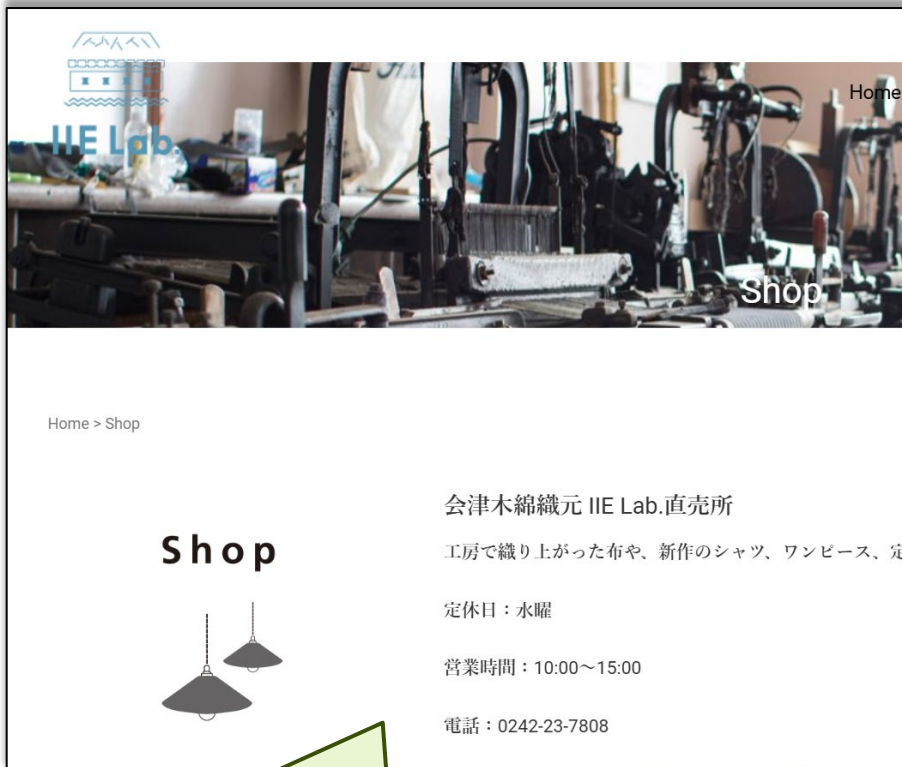 IIE Lab.
Home
Shop
Home > Shop
Shop
会津木綿織元 IIE Lab.直売所
工房で織り上がった布や、新作のシャツ、ワンピース、定
定休日：水曜
営業時間：10:00～15:00
電話：0242-23-7808